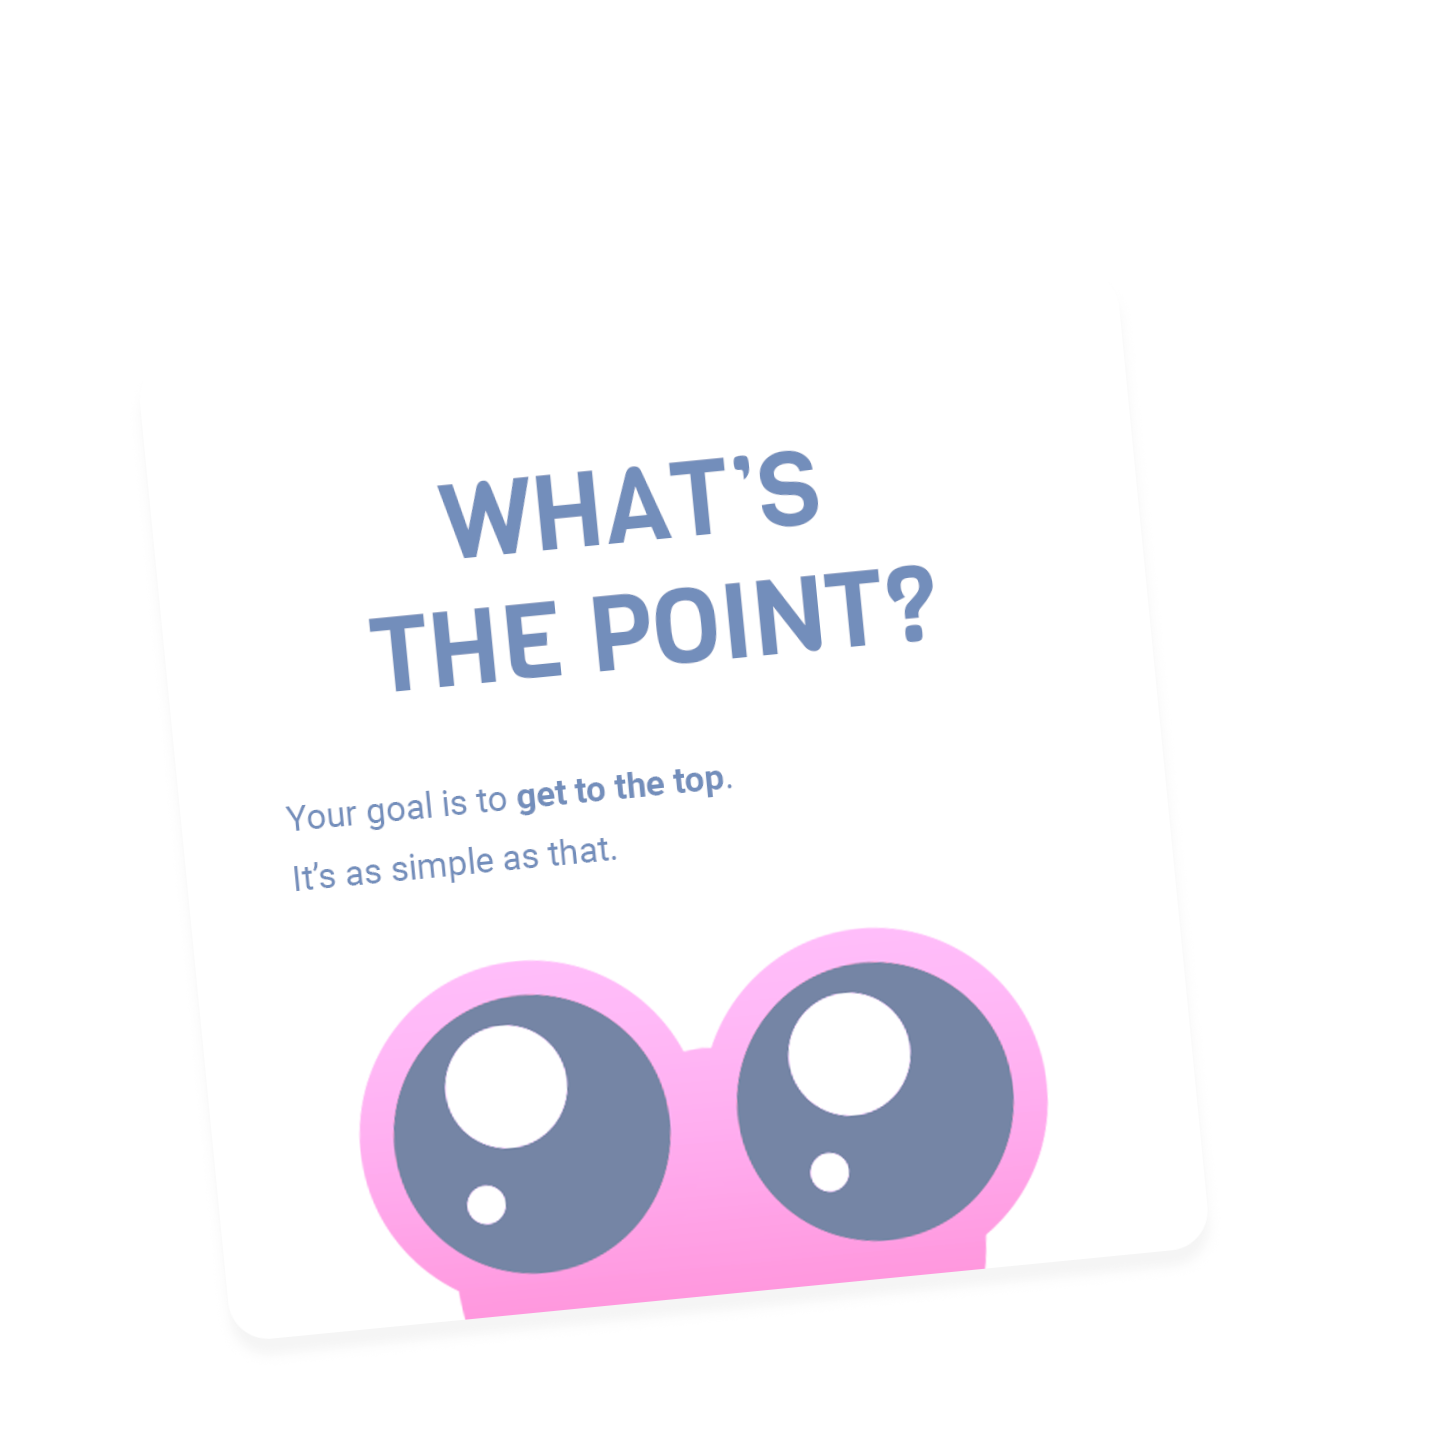 WHAT’S
THE POINT?
Your goal is to get to the top.
It’s as simple as that.